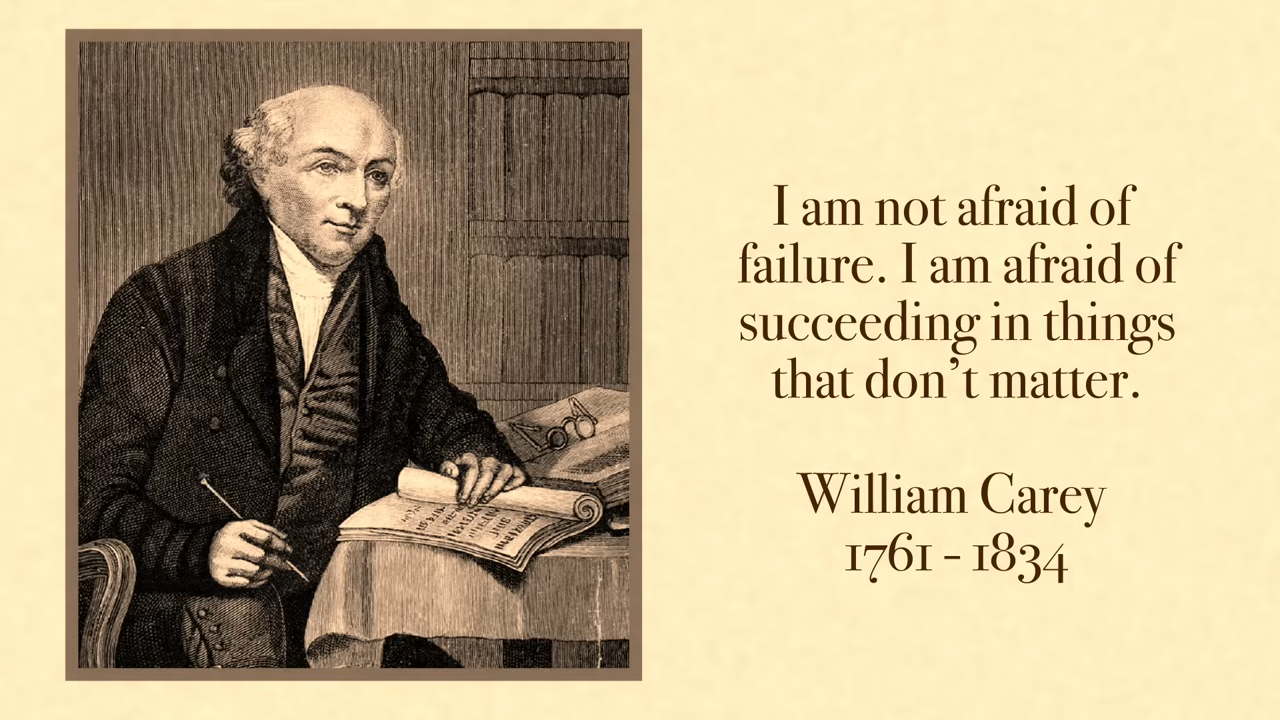 I am not afraid of
failure. I am afraid of
succeeding in things
that don’t matter.
William Carey
1761 – 1834